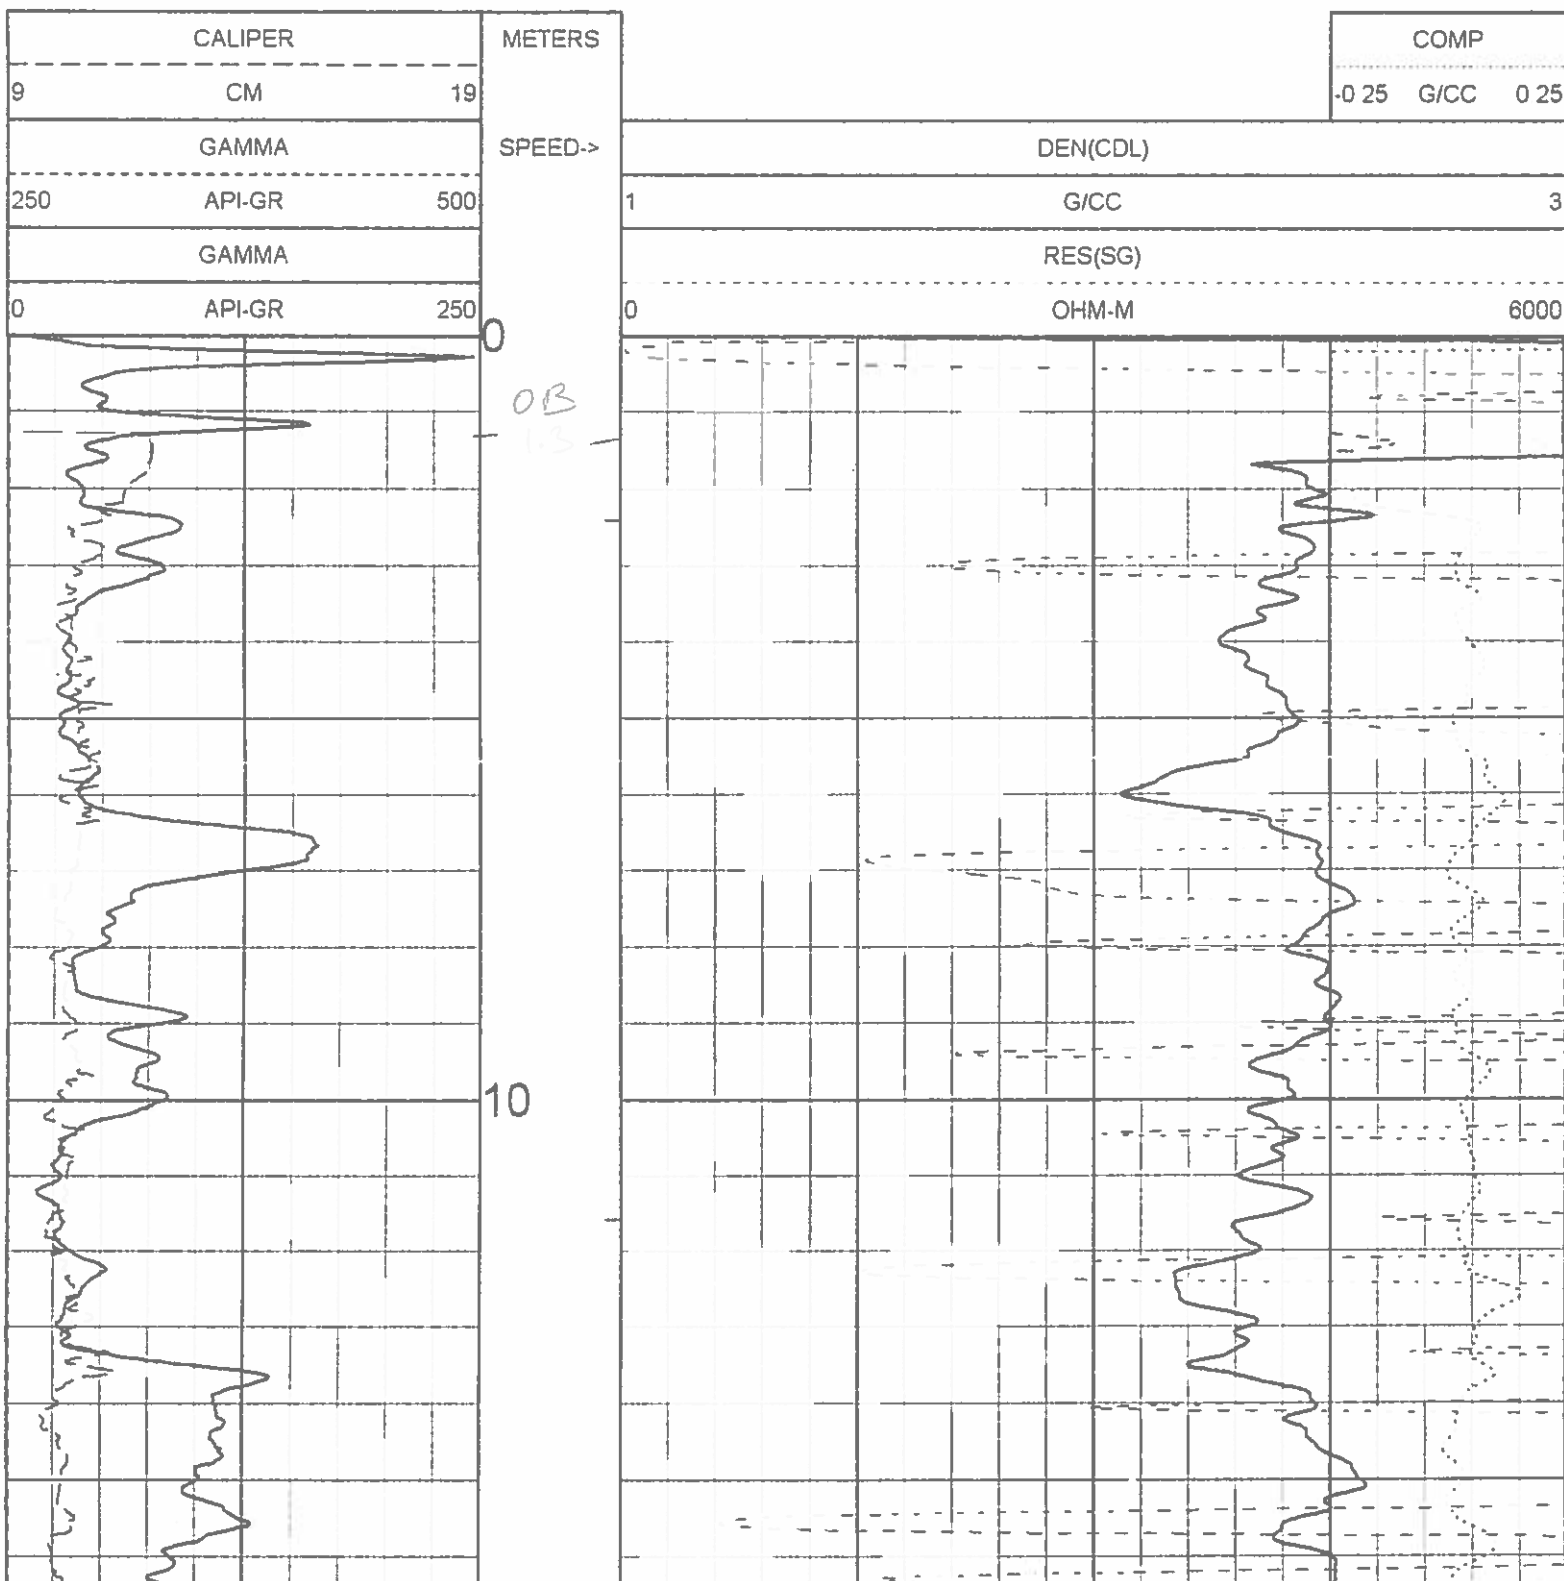 CALIPER
METERS
COMP
9 CM 19
-0 25 G/CC 0 25
GAMMA
SPEED->
DEN(CDL)
250 API-GR 500
1 G/CC 3
GAMMA
RES(SG)
0 API-GR 250
0 OHM-M 6000
0
OB
1.3
10